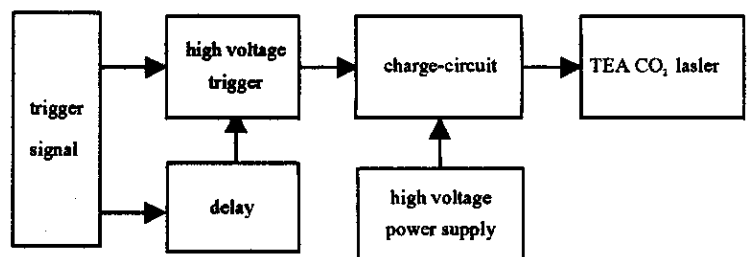 trigger
signal
high voltage
trigger
delay
charge-circuit
high voltage
power supply
TEA CO₂ lasler